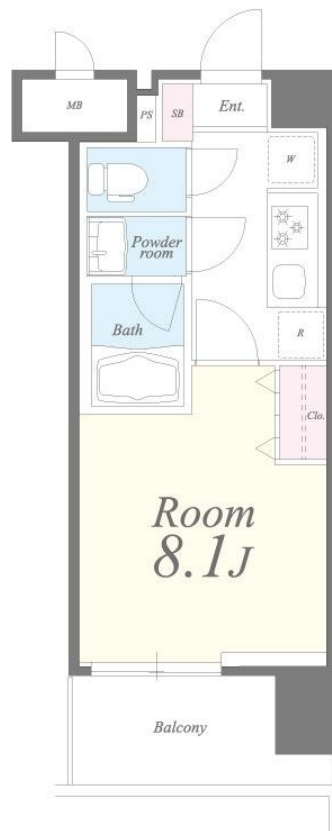 MB
PS
SB
Ent.
W
Powder
room
Bath
R
Clo.
Room
8.1J
Balcony